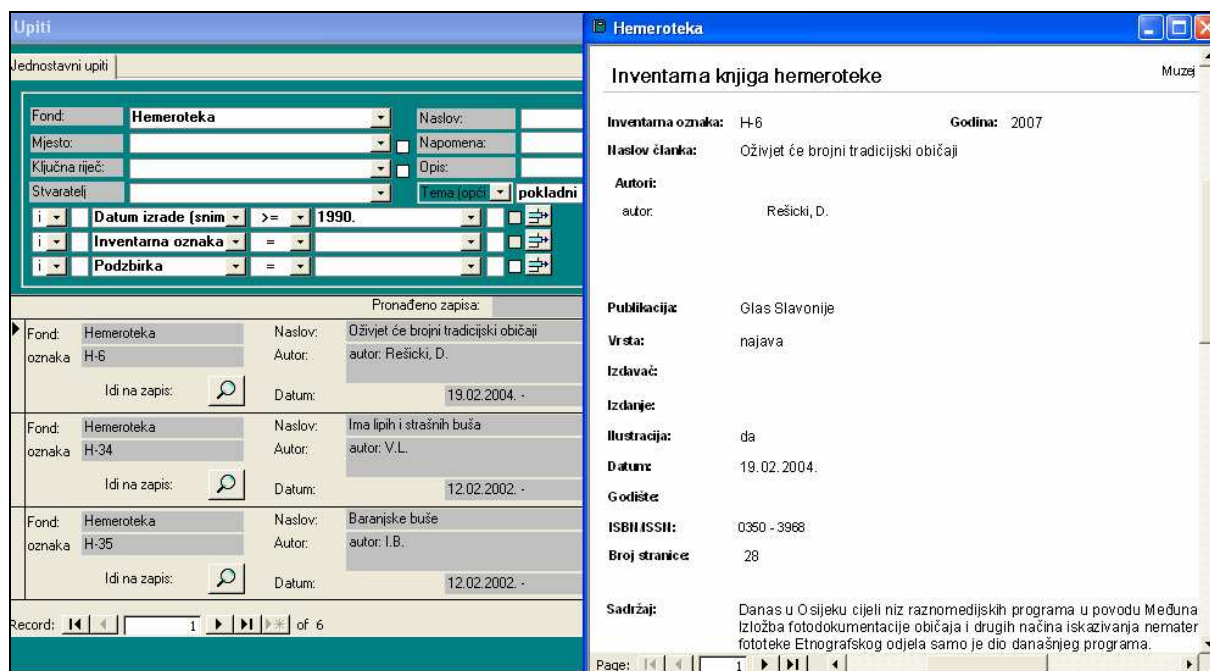 Upiti
Jednostavni upiti
Fond: Hemeroteka Naslov:
Mjesto: Napomena:
Ključna riječ: Opis:
Stvaratelj Tema (opći pokladni
i Datum izrade (snim >= 1990.
i Inventarna oznaka =
i Podzbirka =
Pronađeno zapisa:
Fond: Hemeroteka Naslov: Oživjet će brojni tradicijski običaji
oznaka H-6 Autor: autor: Rešicki, D.
Idi na zapis: Datum: 19.02.2004. -
Fond: Hemeroteka Naslov: Ima lipih i strašnih buša
oznaka H-34 Autor: autor: V.L.
Idi na zapis: Datum: 12.02.2002. -
Fond: Hemeroteka Naslov: Baranjske buše
oznaka H-35 Autor: autor: I.B.
Idi na zapis: Datum: 12.02.2002. -
Record: 1 of 6
Hemeroteka
Inventarna knjiga hemeroteke Muzej
Inventarna oznaka: H-6 Godina: 2007
Naslov članka: Oživjet će brojni tradicijski običaji
Autori:
autor: Rešicki, D.
Publikacija: Glas Slavonije
Vrsta: najava
Izdavač:
Izdanje:
Ilustracija: da
Datum: 19.02.2004.
Godište:
ISBN/ISSN: 0350 - 3968
Broj stranice: 28
Sadržaj: Danas u Osijeku cijeli niz raznomedijskih programa u povodu Međuna
Izložba fotodokumentacije običaja i drugih načina iskazivanja nemater
fototeke Etnografskog odjela samo je dio današnjeg programa.
Page: 1